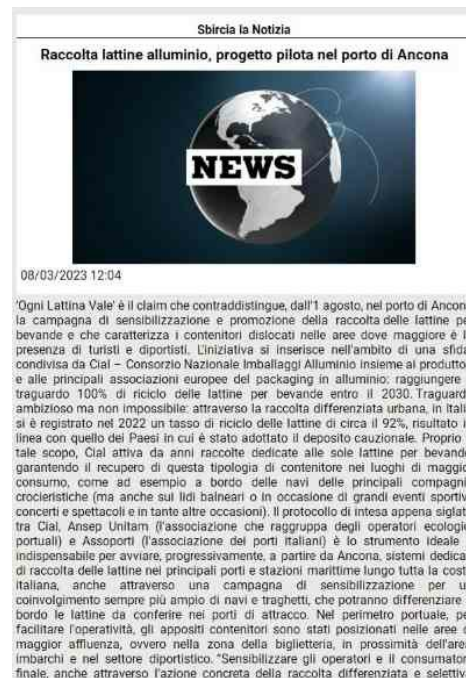 Sbircia la Notizia
Raccolta lattine alluminio, progetto pilota nel porto di Ancona
NEWS
08/03/2023 12:04
'Ogni Lattina Vale' è il claim che contraddistingue, dall'1 agosto, nel porto di Ancon
la campagna di sensibilizzazione e promozione della raccolta delle lattine pe
bevande e che caratterizza i contenitori dislocati nelle aree dove maggiore è l
presenza di turisti e diportisti. L'iniziativa si inserisce nell'ambito di una sfida
condivisa da Cial – Consorzio Nazionale Imballaggi Alluminio insieme ai produtto
e alle principali associazioni europee del packaging in alluminio: raggiungere
traguardo 100% di riciclo delle lattine per bevande entro il 2030. Traguard
ambizioso ma non impossibile: attraverso la raccolta differenziata urbana, in Itali
si è registrato nel 2022 un tasso di riciclo delle lattine di circa il 92%, risultato i
linea con quello dei Paesi in cui è stato adottato il deposito cauzionale. Proprio
tale scopo, Cial attiva da anni raccolte dedicate alle sole lattine per bevande
garantendo il recupero di questa tipologia di contenitore nei luoghi di maggio
consumo, come ad esempio a bordo delle navi delle principali compagni
crocieristiche (ma anche sui lidi balneari o in occasione di grandi eventi sportiv
concerti e spettacoli e in tante altre occasioni). Il protocollo di intesa appena siglat
tra Cial, Ansep Unitam (l'associazione che raggruppa degli operatori ecologic
portuali) e Assoporti (l'associazione dei porti italiani) è lo strumento ideale
indispensabile per avviare, progressivamente, a partire da Ancona, sistemi dedica
di raccolta delle lattine nei principali porti e stazioni marittime lungo tutta la cost
italiana, anche attraverso una campagna di sensibilizzazione per u
coinvolgimento sempre più ampio di navi e traghetti, che potranno differenziare
bordo le lattine da conferire nei porti di attracco. Nel perimetro portuale, pe
facilitare l'operatività, gli appositi contenitori sono stati posizionati nelle aree d
maggior affluenza, ovvero nella zona della biglietteria, in prossimità dell'are
imbarchi e nel settore diportistico. "Sensibilizzare gli operatori e il consumator
finale, anche attraverso l'azione concreta della raccolta differenziata e selettiv